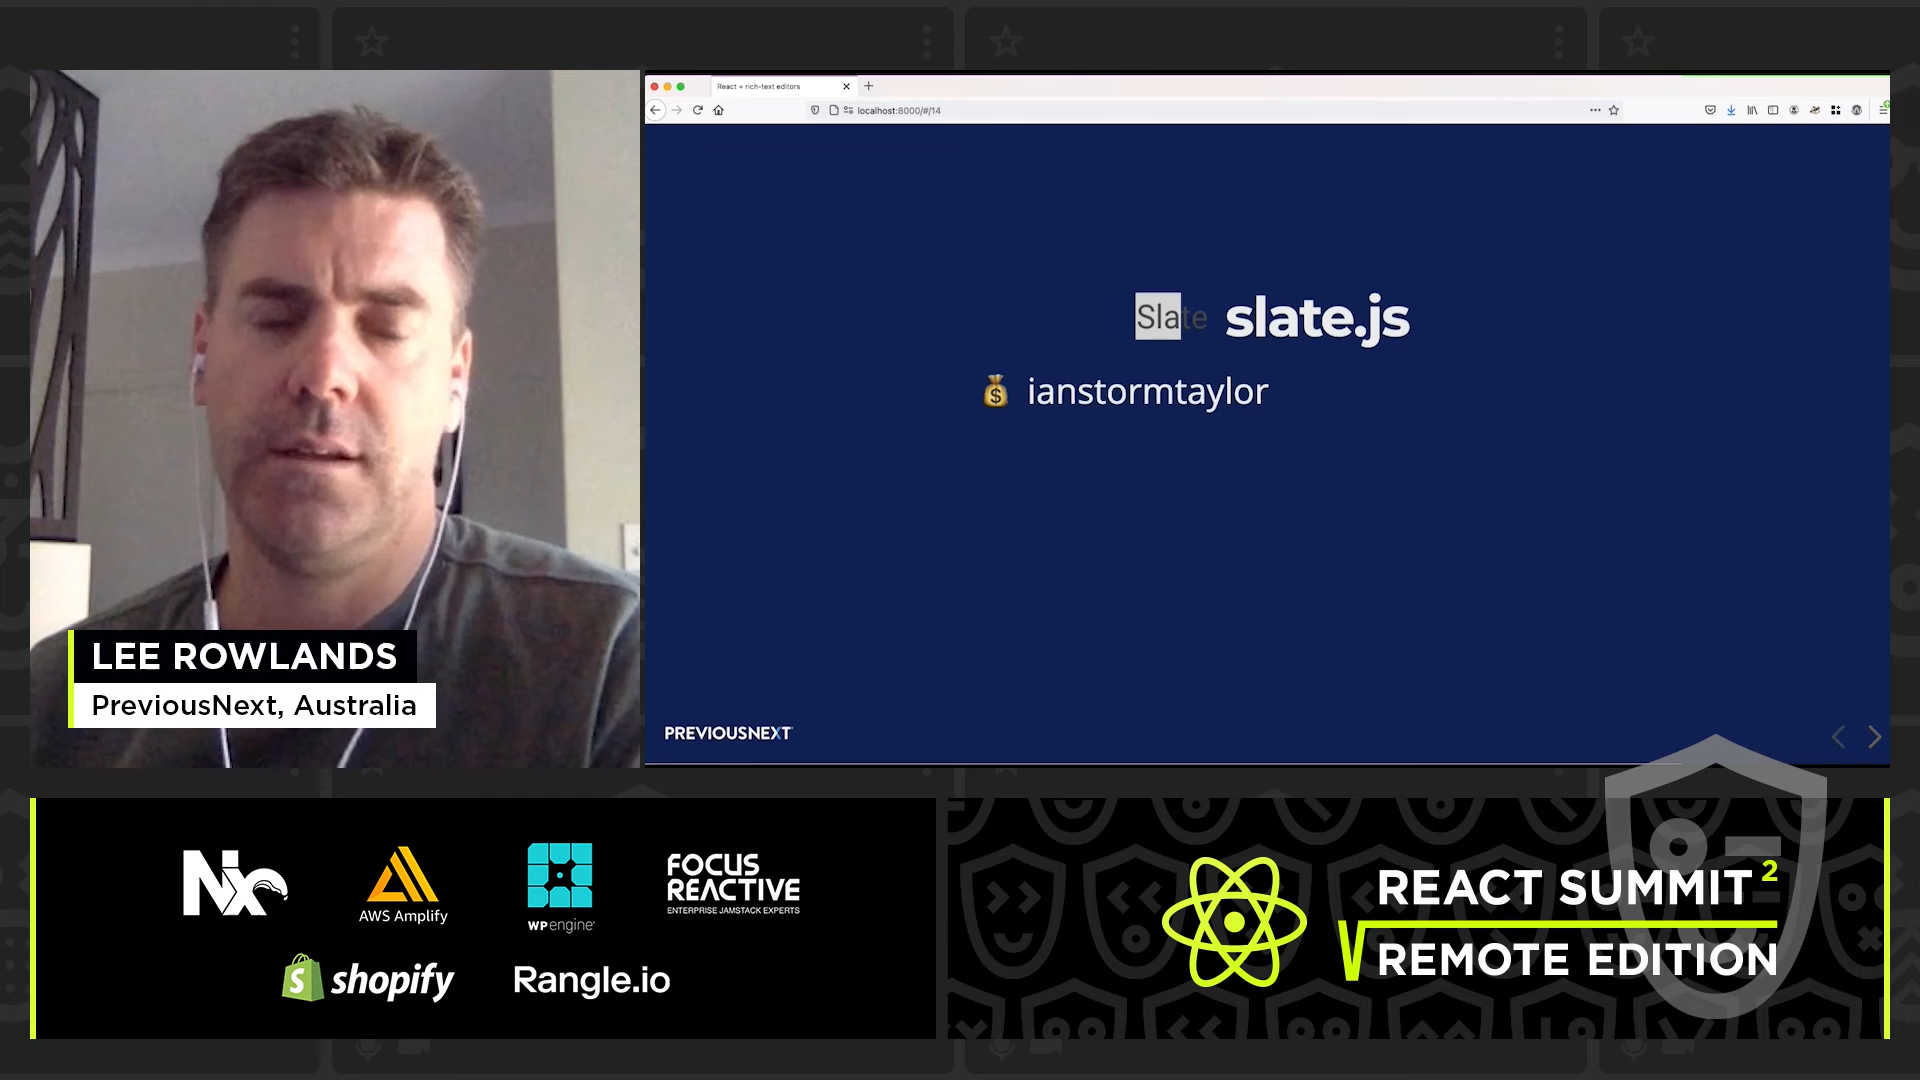 React + rich-text editors
localhost:8000/#/14
Slate slate.js
ianstormtaylor
PREVIOUSNEXT
LEE ROWLANDS
PreviousNext, Australia
Nx
AWS Amplify
WP engine
FOCUS
REACTIVE
ENTERPRISE JAMSTACK EXPERTS
shopify
Rangle.io
REACT SUMMIT 2
REMOTE EDITION